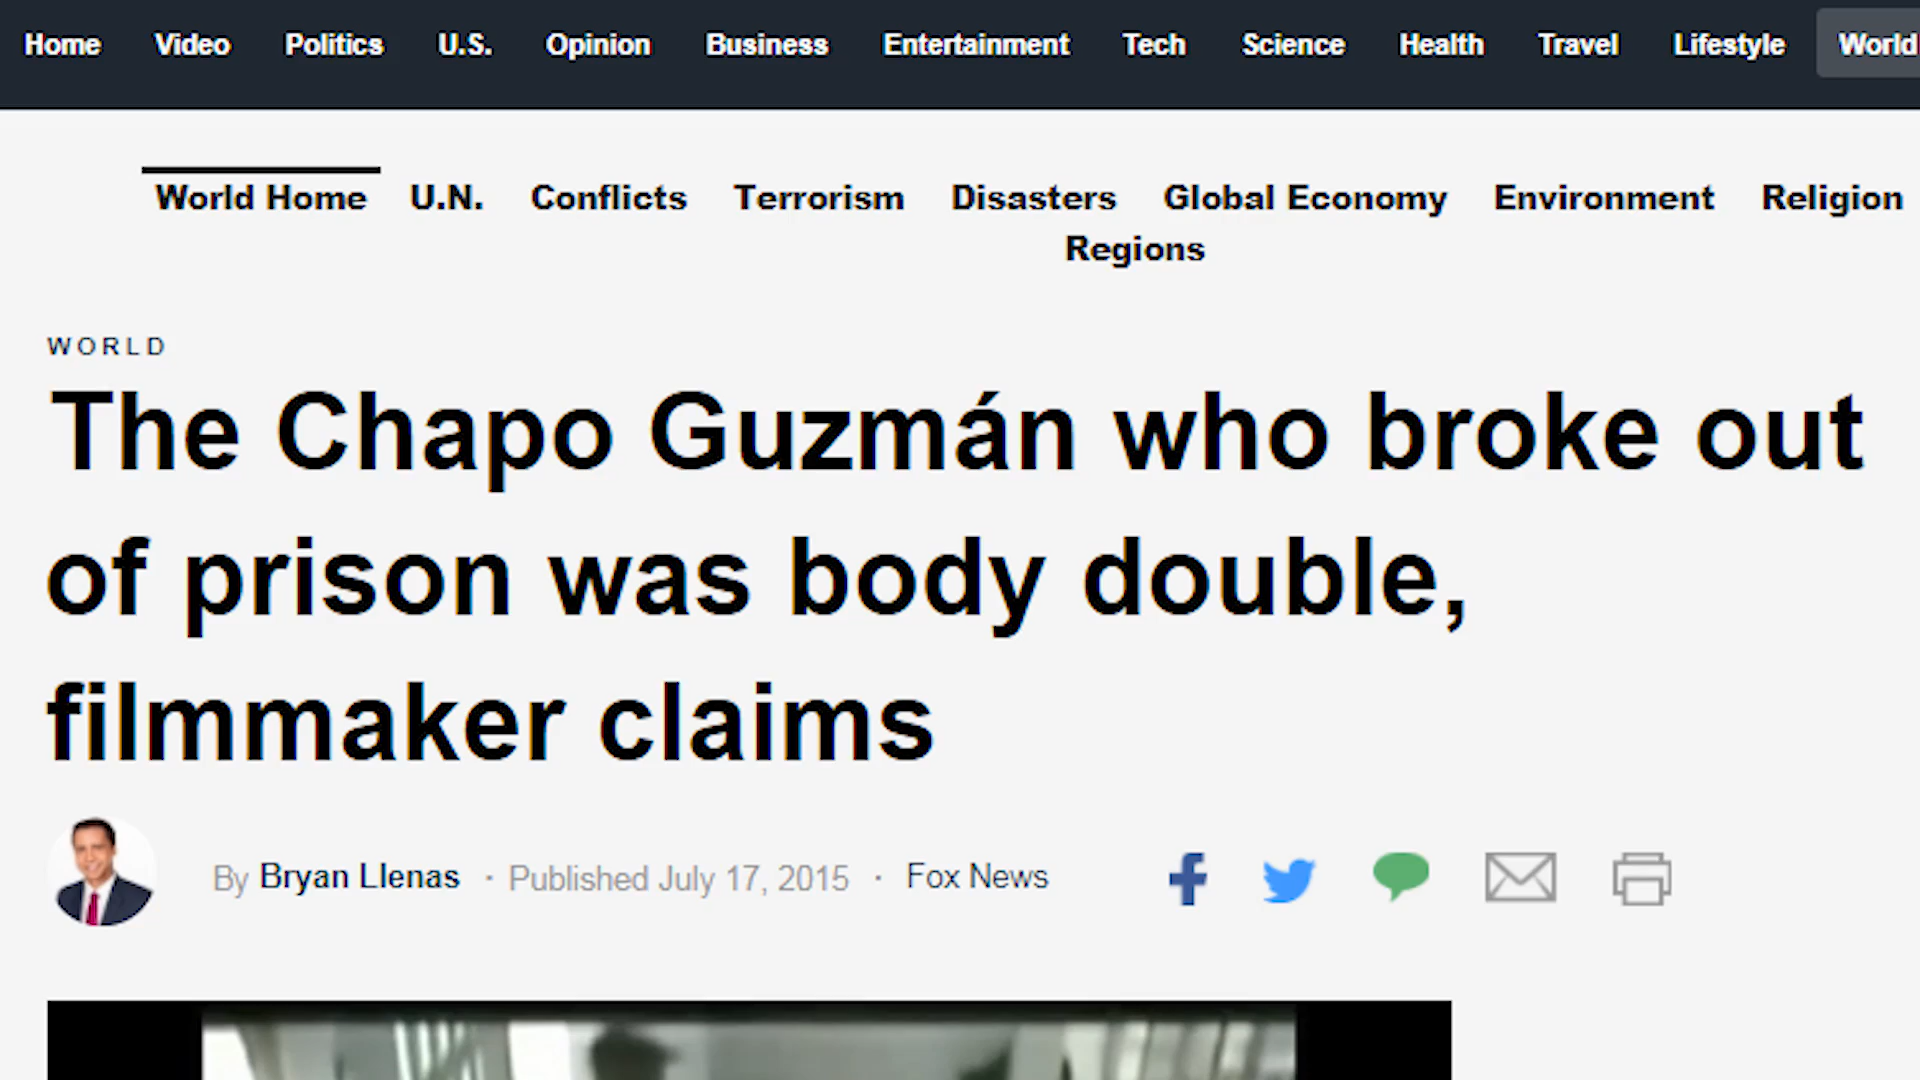 Home Video Politics U.S. Opinion Business Entertainment Tech Science Health Travel Lifestyle World
World Home U.N. Conflicts Terrorism Disasters Global Economy Environment Religion
Regions
WORLD
The Chapo Guzmán who broke out
of prison was body double,
filmmaker claims
By Bryan Llenas · Published July 17, 2015 · Fox News